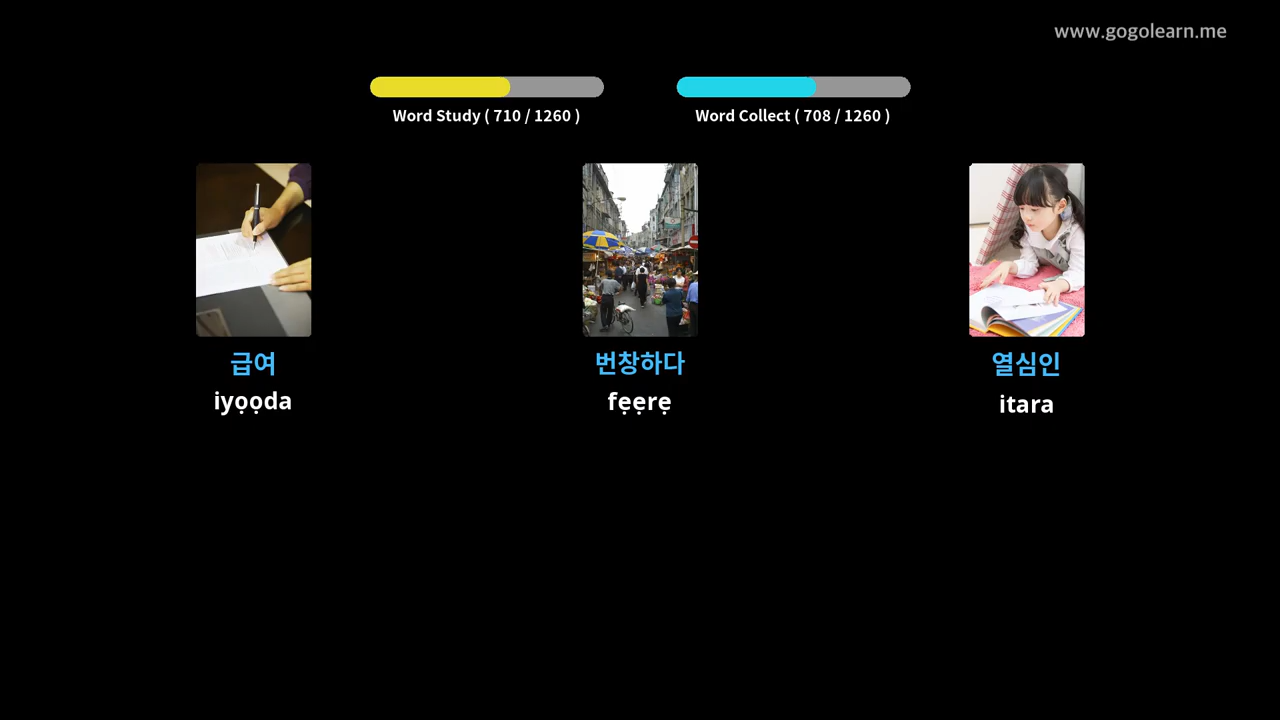 www.gogolearn.me
Word Study ( 710 / 1260 )
Word Collect ( 708 / 1260 )
급여
번창하다
열심인
iyọọda
fẹẹrẹ
itara